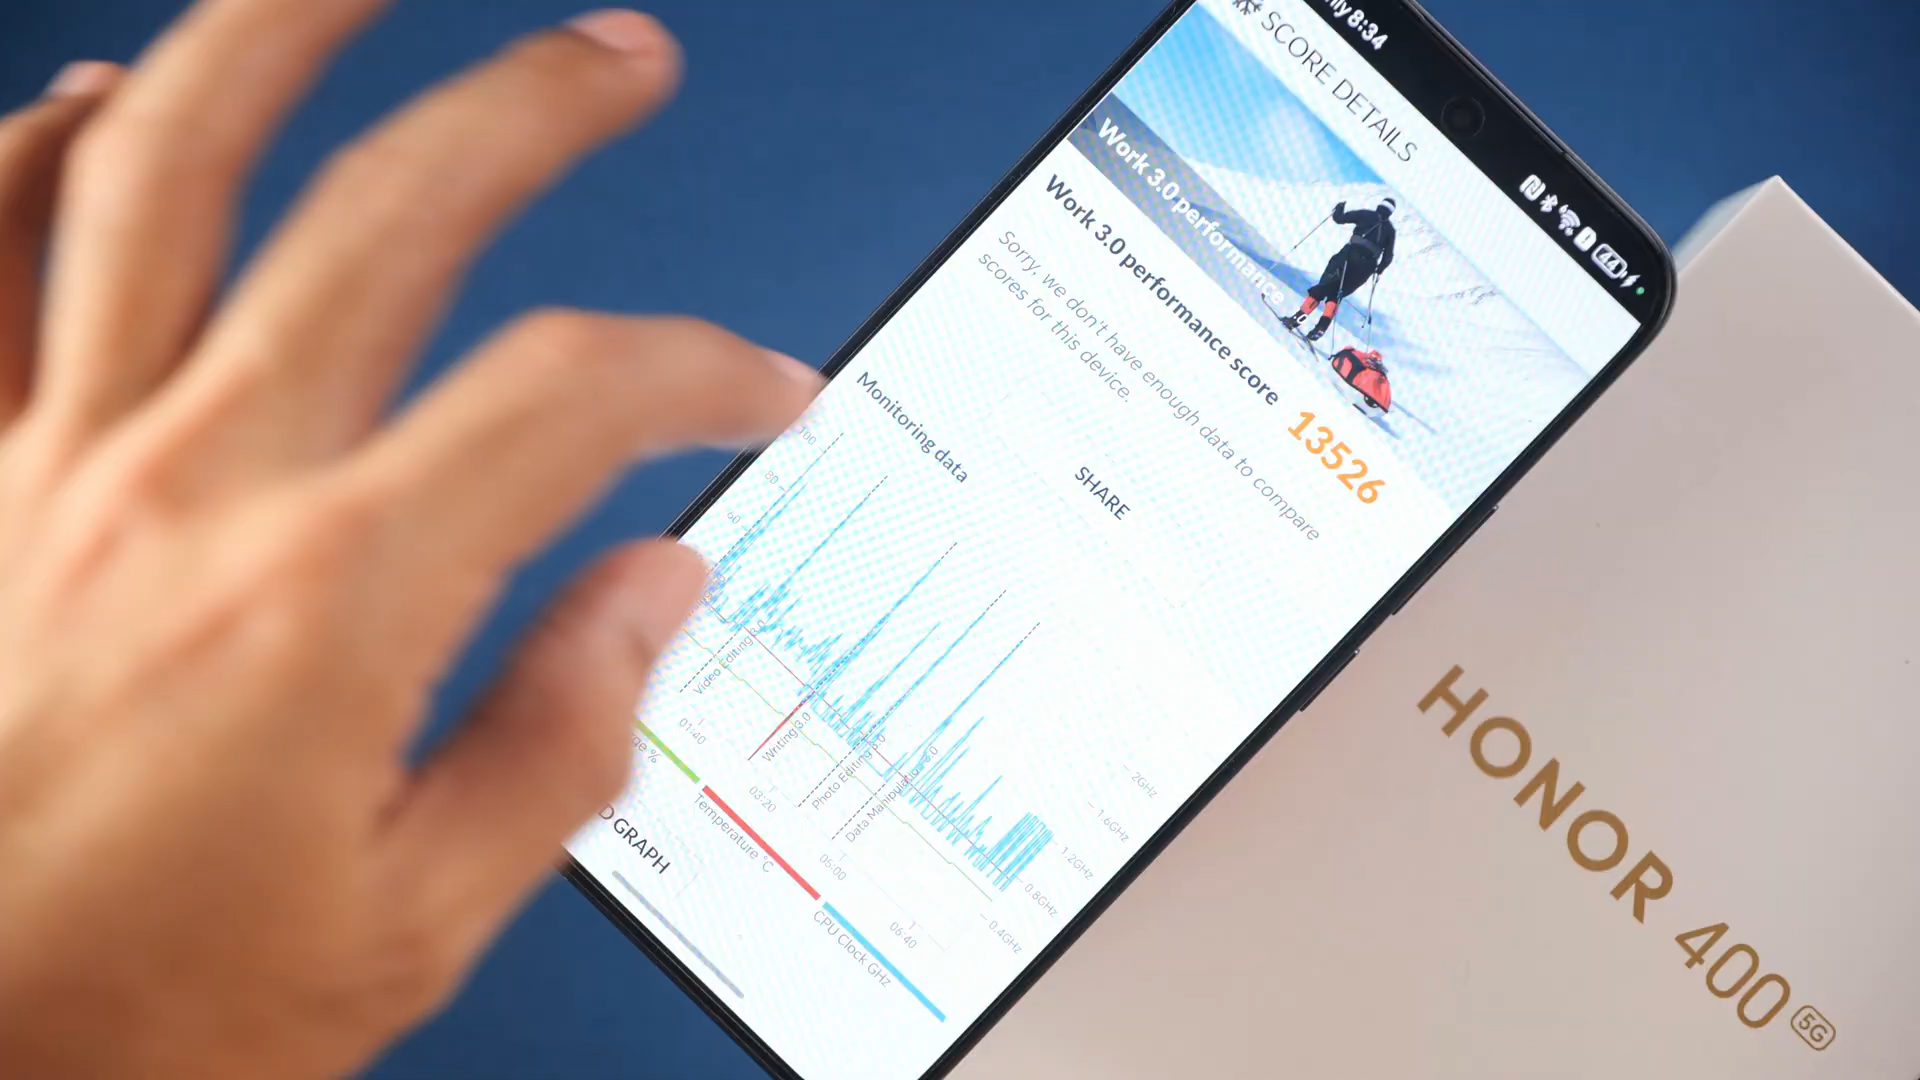 8:34
44
SCORE DETAILS
Work 3.0 performance
Work 3.0 performance score
13526
Sorry, we don't have enough data to compare
scores for this device.
SHARE
Monitoring data
100
80
60
Video Editing 3.0
Writing 3.0
Photo Editing 3.0
Data Manipulation 3.0
2GHz
1.6GHz
1.2GHz
0.8GHz
0.4GHz
01:40
03:20
05:00
06:40
%
Temperature °C
CPU Clock GHz
GRAPH
HONOR 400 5G